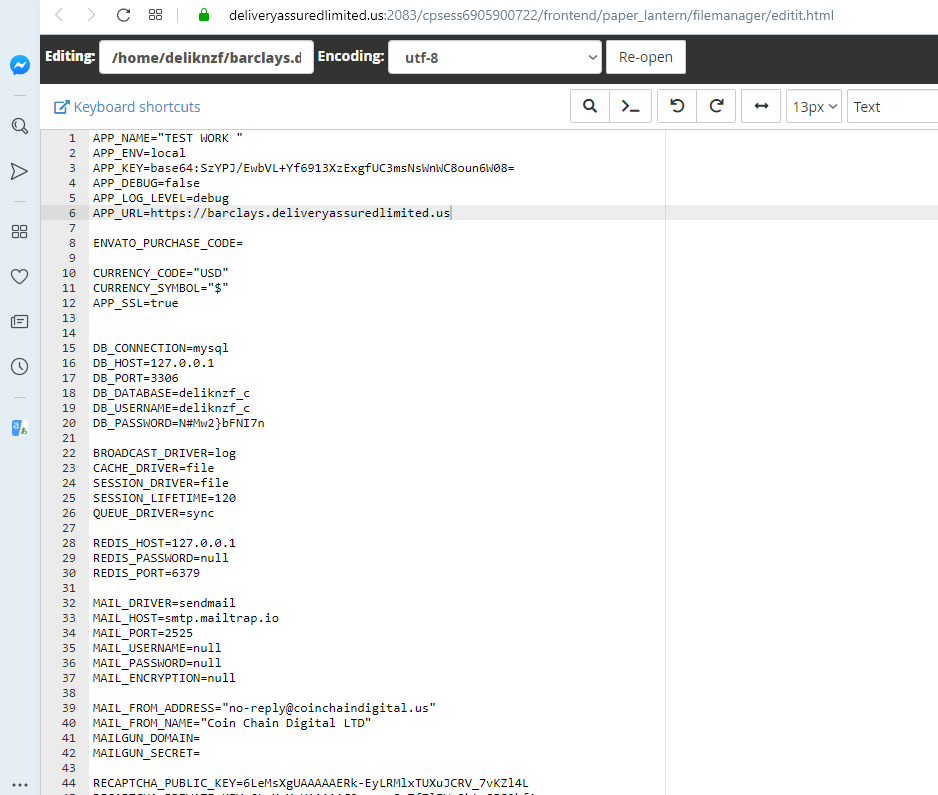 deliveryassuredlimited.us:2083/cpsess6905900722/frontend/paper_lantern/filemanager/editit.html
Editing: /home/deliknzf/barclays.d Encoding: utf-8 Re-open
Keyboard shortcuts 13px Text
1 APP_NAME="TEST WORK "
2 APP_ENV=local
3 APP_KEY=base64:SzYPJ/EwbVL+Yf6913XzExgfUC3msNsWnWC8oun6W08=
4 APP_DEBUG=false
5 APP_LOG_LEVEL=debug
6 APP_URL=https://barclays.deliveryassuredlimited.us
7
8 ENVATO_PURCHASE_CODE=
9
10 CURRENCY_CODE="USD"
11 CURRENCY_SYMBOL="$"
12 APP_SSL=true
13
14
15 DB_CONNECTION=mysql
16 DB_HOST=127.0.0.1
17 DB_PORT=3306
18 DB_DATABASE=deliknzf_c
19 DB_USERNAME=deliknzf_c
20 DB_PASSWORD=N#Mw2}bFNI7n
21
22 BROADCAST_DRIVER=log
23 CACHE_DRIVER=file
24 SESSION_DRIVER=file
25 SESSION_LIFETIME=120
26 QUEUE_DRIVER=sync
27
28 REDIS_HOST=127.0.0.1
29 REDIS_PASSWORD=null
30 REDIS_PORT=6379
31
32 MAIL_DRIVER=sendmail
33 MAIL_HOST=smtp.mailtrap.io
34 MAIL_PORT=2525
35 MAIL_USERNAME=null
36 MAIL_PASSWORD=null
37 MAIL_ENCRYPTION=null
38
39 MAIL_FROM_ADDRESS="no-reply@coinchaindigital.us"
40 MAIL_FROM_NAME="Coin Chain Digital LTD"
41 MAILGUN_DOMAIN=
42 MAILGUN_SECRET=
43
44 RECAPTCHA_PUBLIC_KEY=6LeMsXgUAAAAAERk-EyLRMlxTUXuJCRV_7vKZl4L